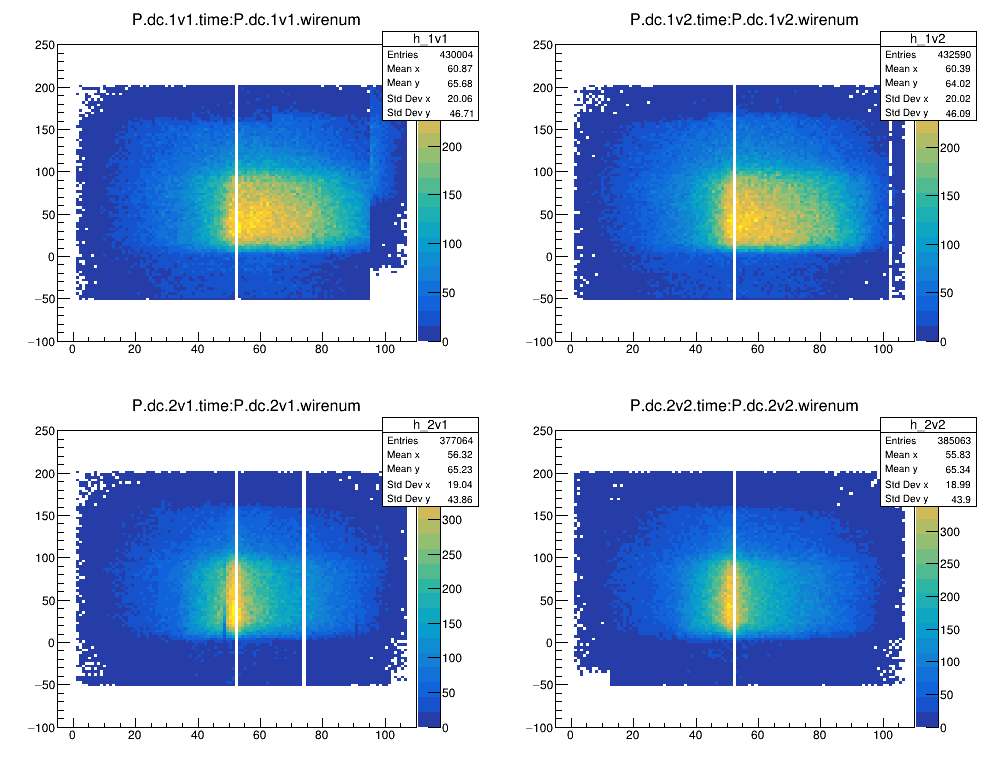 P.dc.1v1.time:P.dc.1v1.wirenum
h_1v1
Entries 430004
Mean x 60.87
Mean y 65.68
Std Dev x 20.06
Std Dev y 46.71
250
200
150
100
50
0
−50
−100
0 20 40 60 80 100
200
150
100
50
0
P.dc.1v2.time:P.dc.1v2.wirenum
h_1v2
Entries 432590
Mean x 60.39
Mean y 64.02
Std Dev x 20.02
Std Dev y 46.09
250
200
150
100
50
0
−50
−100
0 20 40 60 80 100
200
150
100
50
0
P.dc.2v1.time:P.dc.2v1.wirenum
h_2v1
Entries 377064
Mean x 56.32
Mean y 65.23
Std Dev x 19.04
Std Dev y 43.86
250
200
150
100
50
0
−50
−100
0 20 40 60 80 100
300
250
200
150
100
50
0
P.dc.2v2.time:P.dc.2v2.wirenum
h_2v2
Entries 385063
Mean x 55.83
Mean y 65.34
Std Dev x 18.99
Std Dev y 43.9
250
200
150
100
50
0
−50
−100
0 20 40 60 80 100
300
250
200
150
100
50
0